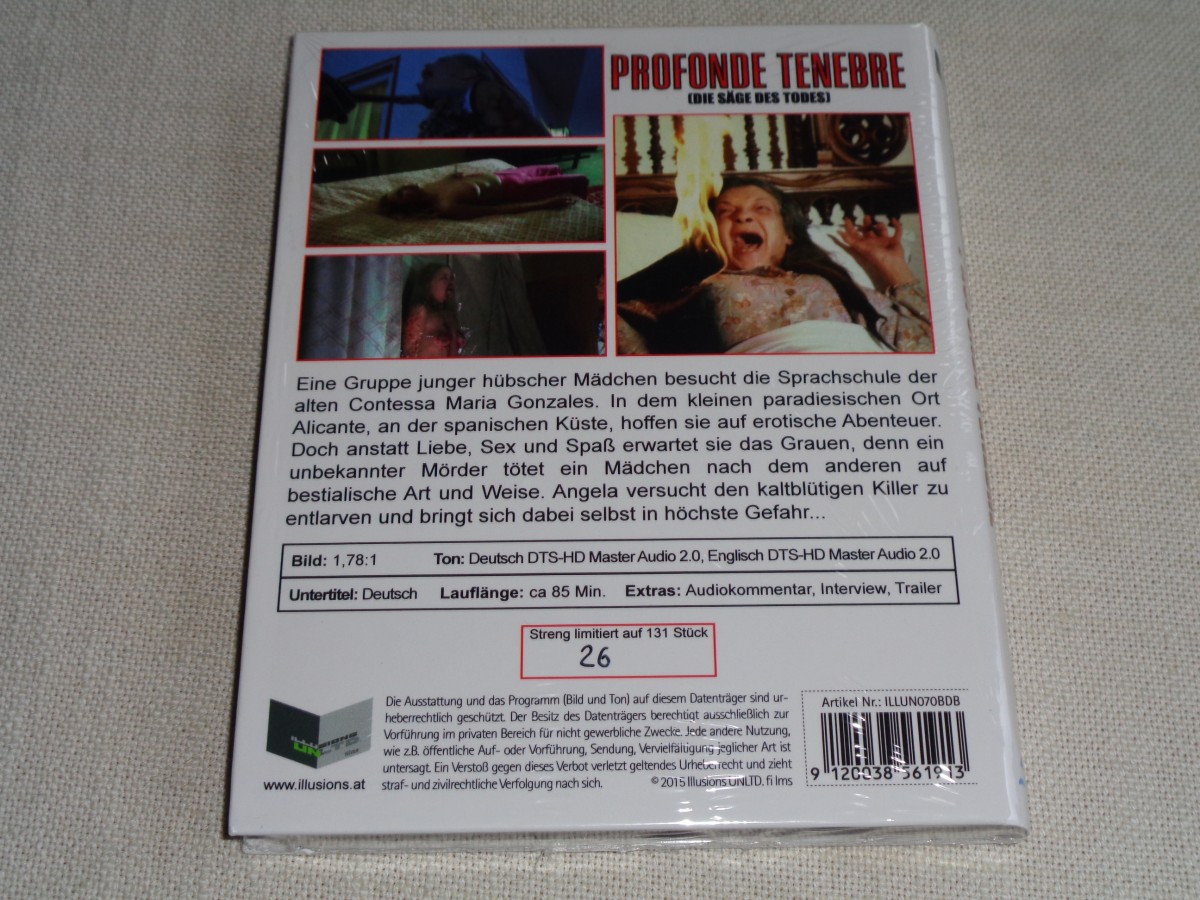 PROFONDE TENEBRE
(DIE SÄGE DES TODES)
Eine Gruppe junger hübscher Mädchen besucht die Sprachschule der
alten Contessa Maria Gonzales. In dem kleinen paradiesischen Ort
Alicante, an der spanischen Küste, hoffen sie auf erotische Abenteuer.
Doch anstatt Liebe, Sex und Spaß erwartet sie das Grauen, denn ein
unbekannter Mörder tötet ein Mädchen nach dem anderen auf
bestialische Art und Weise. Angela versucht den kaltblütigen Killer zu
entlarven und bringt sich dabei selbst in höchste Gefahr...
Bild: 1,78:1 Ton: Deutsch DTS-HD Master Audio 2.0, Englisch DTS-HD Master Audio 2.0
Untertitel: Deutsch Lauflänge: ca 85 Min. Extras: Audiokommentar, Interview, Trailer
Streng limitiert auf 131 Stück
26
ILLUSIONS
UNLTD
www.illusions.at
Die Ausstattung und das Programm (Bild und Ton) auf diesem Datenträger sind ur-
heberrechtlich geschützt. Der Besitz des Datenträgers berechtigt ausschließlich zur
Vorführung im privaten Bereich für nicht gewerbliche Zwecke. Jede andere Nutzung,
wie z.B. öffentliche Auf- oder Vorführung, Sendung, Vervielfältigung jeglicher Art ist
untersagt. Ein Verstoß gegen dieses Verbot verletzt geltendes Urheberrecht und zieht
straf- und zivilrechtliche Verfolgung nach sich. © 2015 Illusions UNLTD. films
Artikel Nr.: ILLUN070BDB
9 120038 561913